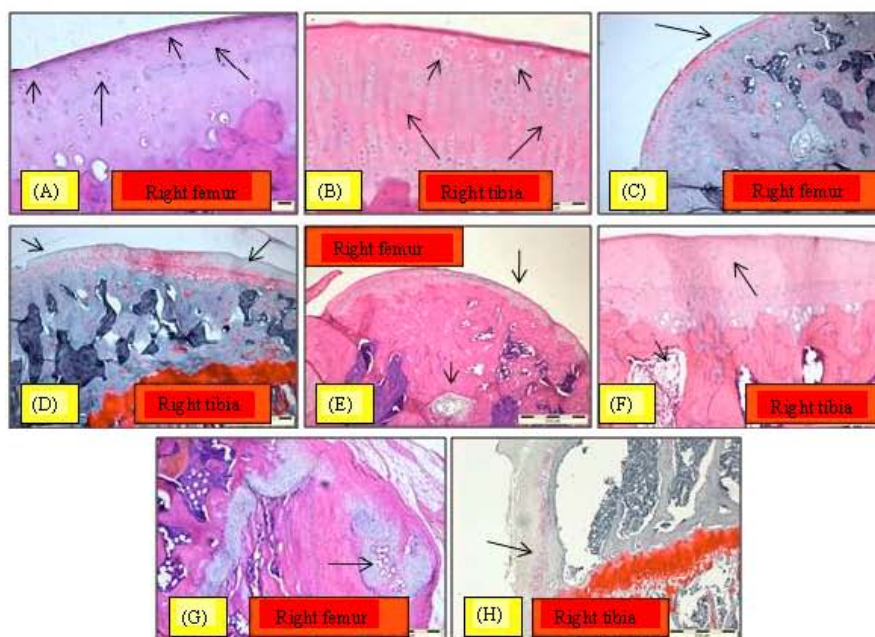 (A)
Right femur
(B)
Right tibia
(C)
Right femur
(D)
Right tibia
(E)
Right femur
(F)
Right tibia
(G)
Right femur
(H)
Right tibia